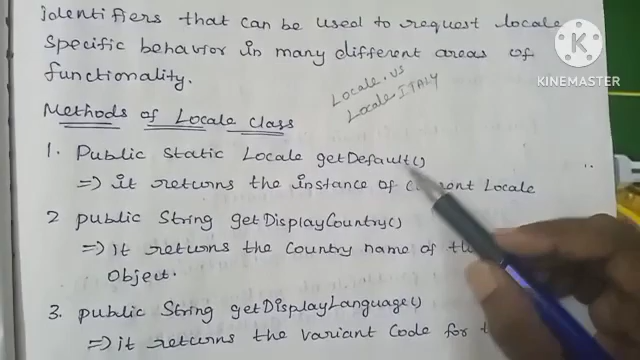 identifiers that can be used to request locale
specific behavior in many different areas of
functionality.
KINEMASTER
Locale.US
Locale.ITALY
Methods of Locale Class
1. Public static Locale getDefault()
=> it returns the instance of current Locale
2 public String getDisplayCountry()
=> It returns the Country name of
Object.
3. public String getDisplayLanguage()
=> it returns the variant Code for